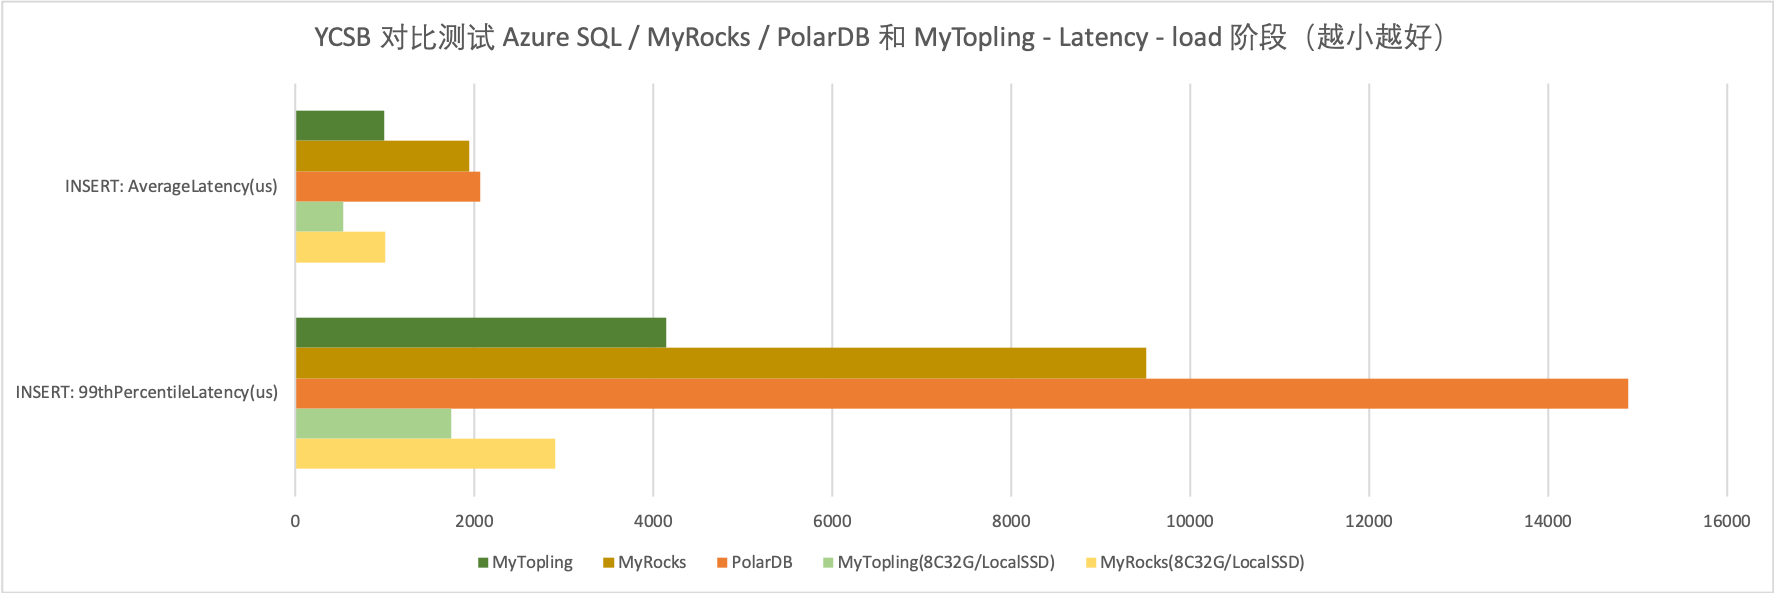 YCSB 对比测试 Azure SQL / MyRocks / PolarDB 和 MyTopling - Latency - load 阶段（越小越好）
INSERT: AverageLatency(us)
INSERT: 99thPercentileLatency(us)
0 2000 4000 6000 8000 10000 12000 14000 16000
MyTopling MyRocks PolarDB MyTopling(8C32G/LocalSSD) MyRocks(8C32G/LocalSSD)